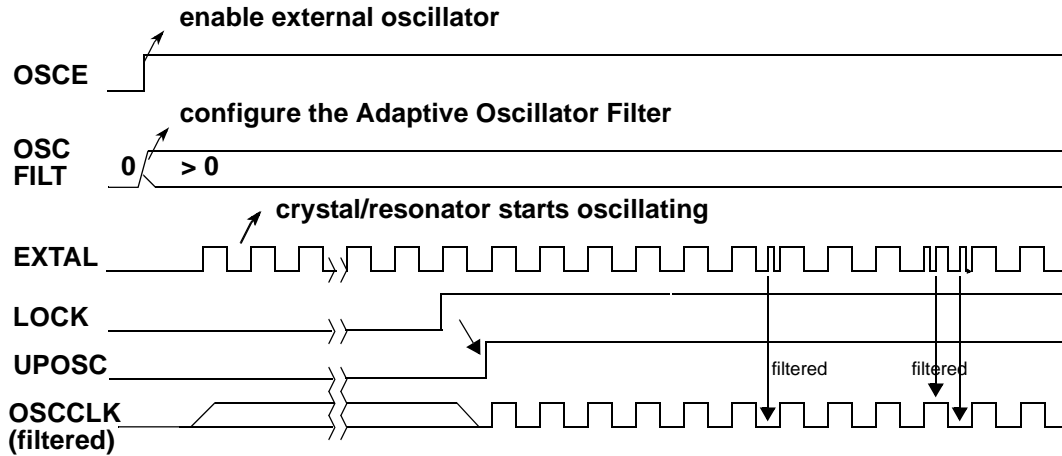 enable external oscillator
OSCE
configure the Adaptive Oscillator Filter
OSC
FILT
0
> 0
crystal/resonator starts oscillating
EXTAL
LOCK
UPOSC
filtered
filtered
OSCCLK
(filtered)